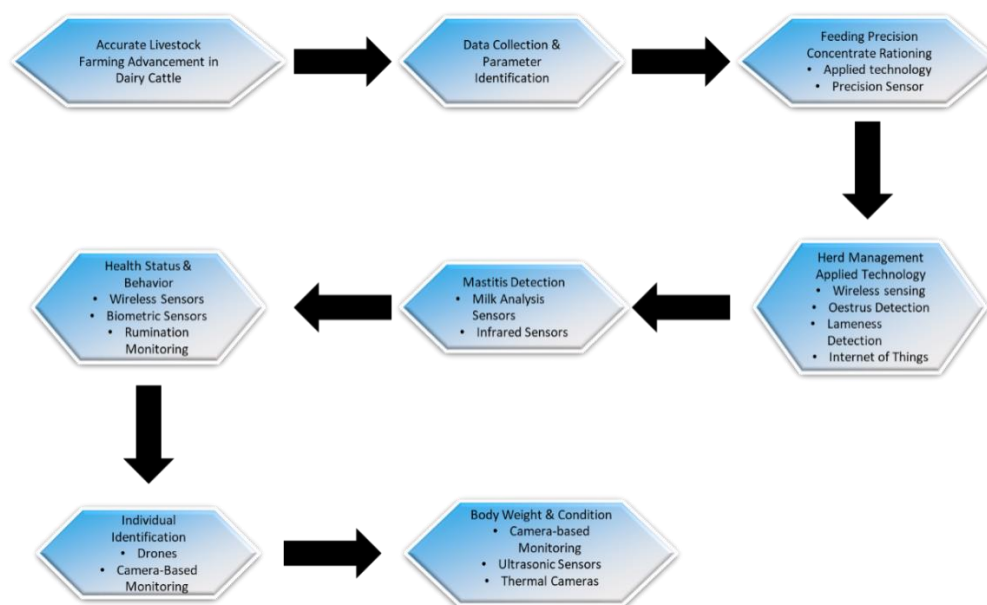 Accurate Livestock
Farming Advancement in
Dairy Cattle
Data Collection &
Parameter
Identification
Feeding Precision
Concentrate Rationing
• Applied technology
• Precision Sensor
Herd Management
Applied Technology
• Wireless sensing
• Oestrus Detection
• Lameness
Detection
• Internet of Things
Mastitis Detection
• Milk Analysis
Sensors
• Infrared Sensors
Health Status &
Behavior
• Wireless Sensors
• Biometric Sensors
• Rumination
Monitoring
Individual
Identification
• Drones
• Camera-Based
Monitoring
Body Weight & Condition
• Camera-based
Monitoring
• Ultrasonic Sensors
• Thermal Cameras